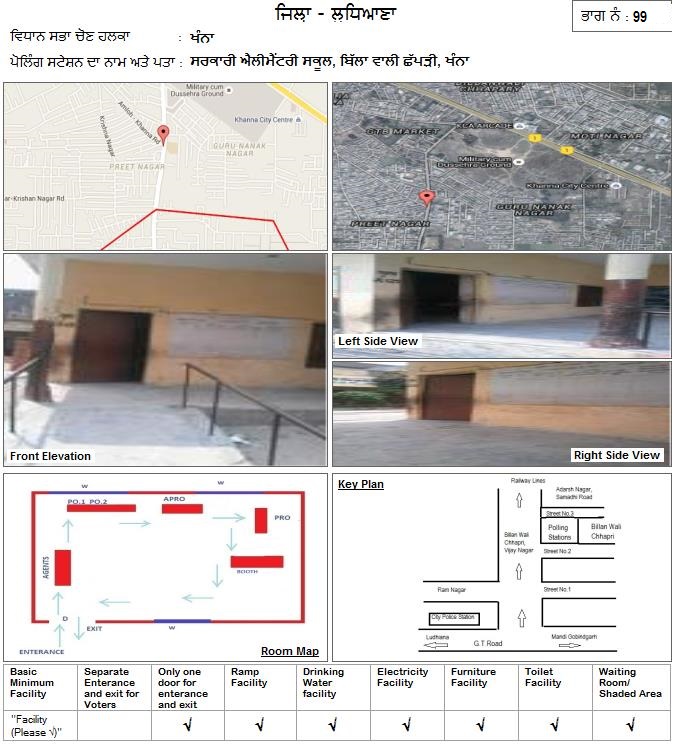 ਜਿਲ੍ਹਾ - ਲੁਧਿਆਣਾ
ਭਾਗ ਨੰ : 99
ਵਿਧਾਨ ਸਭਾ ਚੋਣ ਹਲਕਾ : ਖੰਨਾ
ਪੋਲਿੰਗ ਸਟੇਸ਼ਨ ਦਾ ਨਾਮ ਅਤੇ ਪਤਾ : ਸਰਕਾਰੀ ਐਲੀਮੈਂਟਰੀ ਸਕੂਲ, ਬਿੱਲਾ ਵਾਲੀ ਛੱਪੜੀ, ਖੰਨਾ
Military cum
Dussehra Ground
Khanna City Centre
Amloh - Khanna Rd
Krishna Nagar
GURU NANAK
NAGAR
PREET NAGAR
ar-Krishan Nagar Rd
CHHAPARY
GTB MARKET
KLA ARCADE
1
MOTI NAGAR
1
Military cum
Dussehra Ground
Khanna City Centre
GURU NANAK
NAGAR
PREET NAGAR
Front Elevation
Left Side View
Right Side View
W
W
PO.1 PO.2
APRO
PRO
AGENTS
BOOTH
D
EXIT
W
ENTERANCE
Room Map
Key Plan
Railway Lines
Adarsh Nagar,
Samadhi Road
Street No.3
Polling
Stations
Billan Wali
Chhapri
Billan Wali
Chhapri,
Vijay Nagar
Street No.2
Street No.1
Ram Nagar
City Police Station
Ludhiana
G.T Road
Mandi Gobindgarh
Basic
Minimum
Facility
Separate
Enterance
and exit for
Voters
Only one
door for
enterance
and exit
Ramp
Facility
Drinking
Water
facility
Electricity
Facility
Furniture
Facility
Toilet
Facility
Waiting
Room/
Shaded Area
"Facility
(Please √)"
√ √ √ √ √ √ √